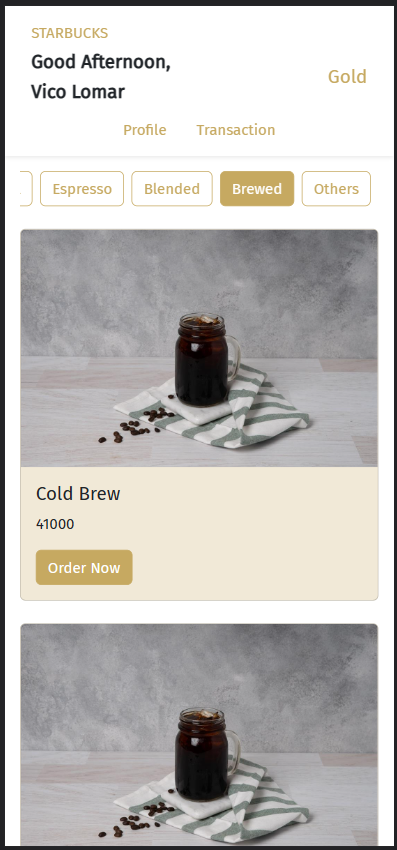 STARBUCKS
Good Afternoon,
Vico Lomar
Gold
Profile Transaction
Espresso Blended Brewed Others
Cold Brew
41000
Order Now